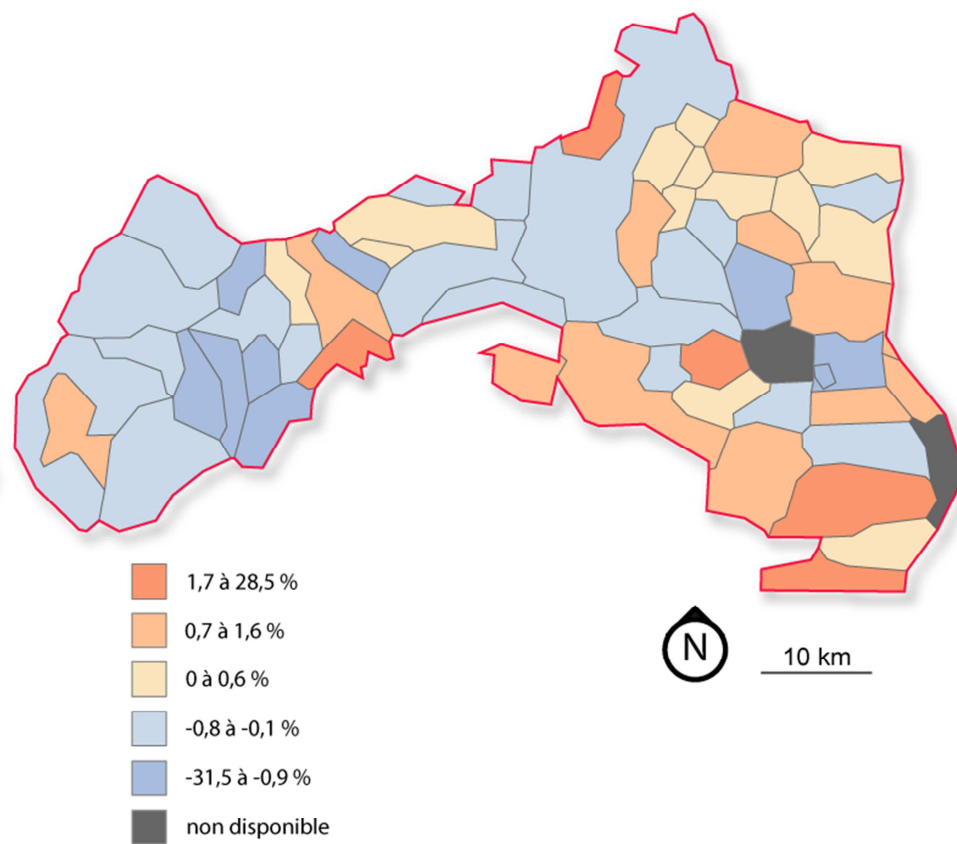 1,7 à 28,5 %
0,7 à 1,6 %
0 à 0,6 %
-0,8 à -0,1 %
-31,5 à -0,9 %
non disponible
N
10 km